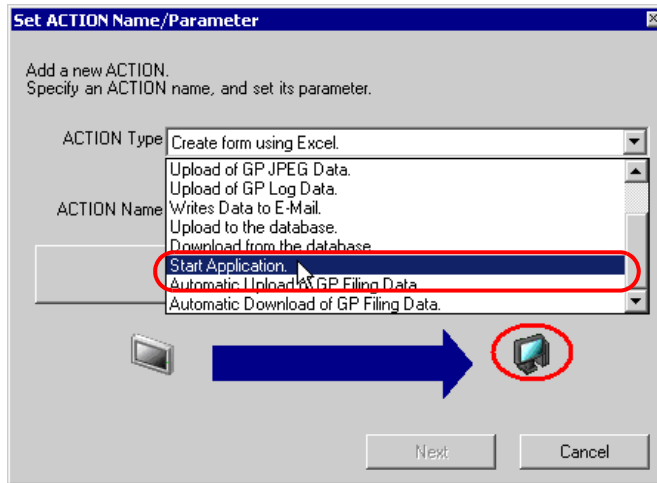 Set ACTION Name/Parameter
Add a new ACTION.
Specify an ACTION name, and set its parameter.
ACTION Type
Create form using Excel.
Upload of GP JPEG Data.
Upload of GP Log Data.
ACTION Name
Writes Data to E-Mail.
Upload to the database.
Download from the database.
Start Application.
Automatic Upload of GP Filing Data.
Automatic Download of GP Filing Data.
Next
Cancel